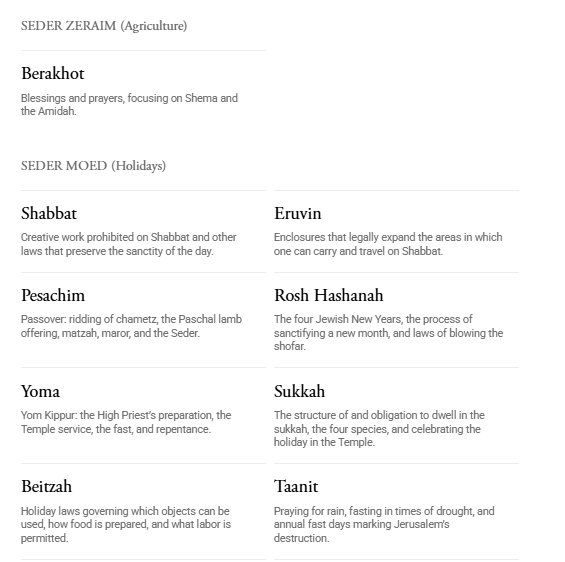 SEDER ZERAIM (Agriculture)
Berakhot
Blessings and prayers, focusing on Shema and
the Amidah.
SEDER MOED (Holidays)
Shabbat
Creative work prohibited on Shabbat and other
laws that preserve the sanctity of the day.
Eruvin
Enclosures that legally expand the areas in which
one can carry and travel on Shabbat.
Pesachim
Passover: ridding of chametz, the Paschal lamb
offering, matzah, maror, and the Seder.
Rosh Hashanah
The four Jewish New Years, the process of
sanctifying a new month, and laws of blowing the
shofar.
Yoma
Yom Kippur: the High Priest's preparation, the
Temple service, the fast, and repentance.
Sukkah
The structure of and obligation to dwell in the
sukkah, the four species, and celebrating the
holiday in the Temple.
Beitzah
Holiday laws governing which objects can be
used, how food is prepared, and what labor is
permitted.
Taanit
Praying for rain, fasting in times of drought, and
annual fast days marking Jerusalem's
destruction.